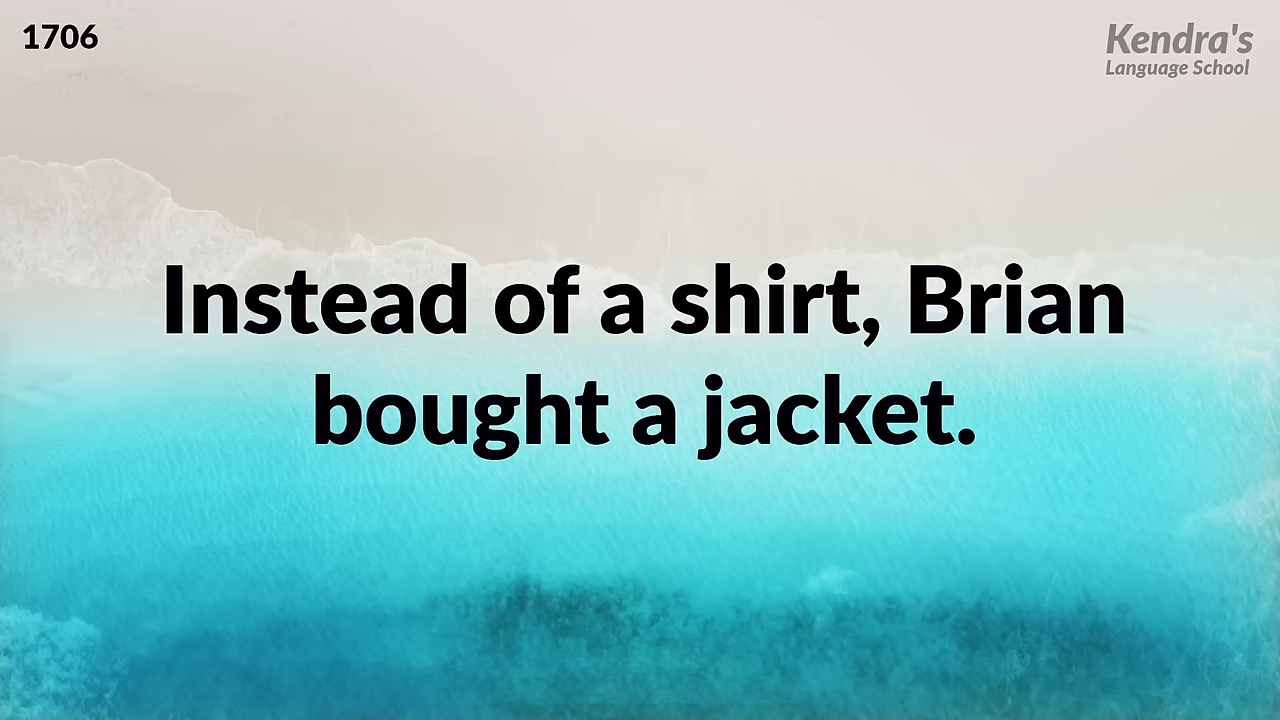 1706
Kendra's
Language School
Instead of a shirt, Brian
bought a jacket.